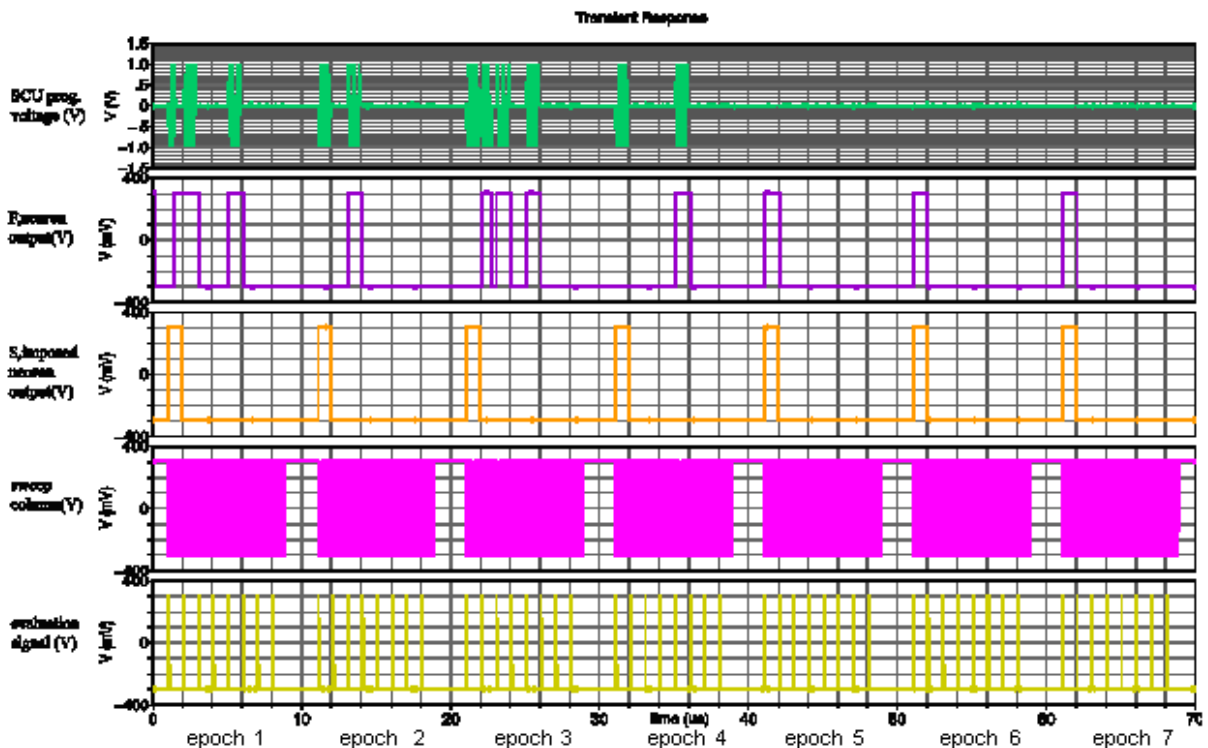 Transient Response
1.5
1.0
.5
0
-.5
-1.0
-1.5
V (V)
SCU prog.
voltage (V)
400
0
-400
V (mV)
output(V)
400
0
-400
V (mV)
S,imposed
neuron
output(V)
400
0
-400
V (mV)
sweep
column(V)
400
0
-400
V (mV)
evaluation
signal (V)
0
10
20
30
time (us)
40
50
60
70
epoch 1
epoch 2
epoch 3
epoch 4
epoch 5
epoch 6
epoch 7